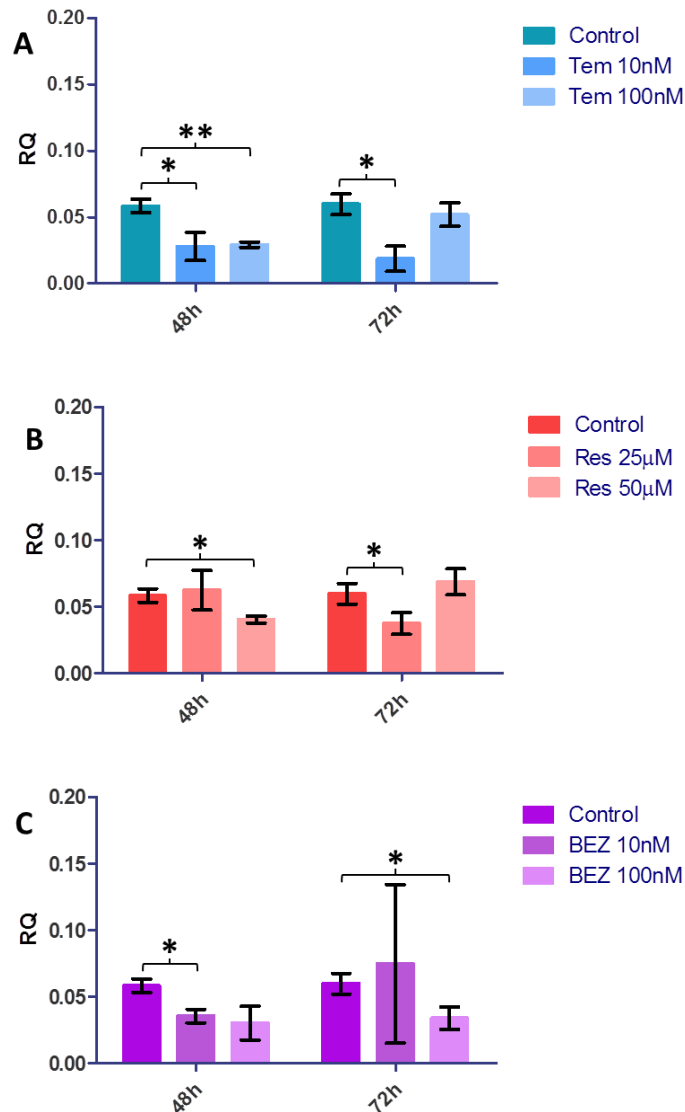 A
0.20
0.15
0.10
0.05
0.00
RQ
**
*
*
48h
72h
Control
Tem 10nM
Tem 100nM
B
0.20
0.15
0.10
0.05
0.00
RQ
*
*
48h
72h
Control
Res 25μM
Res 50μM
C
0.20
0.15
0.10
0.05
0.00
RQ
*
*
48h
72h
Control
BEZ 10nM
BEZ 100nM